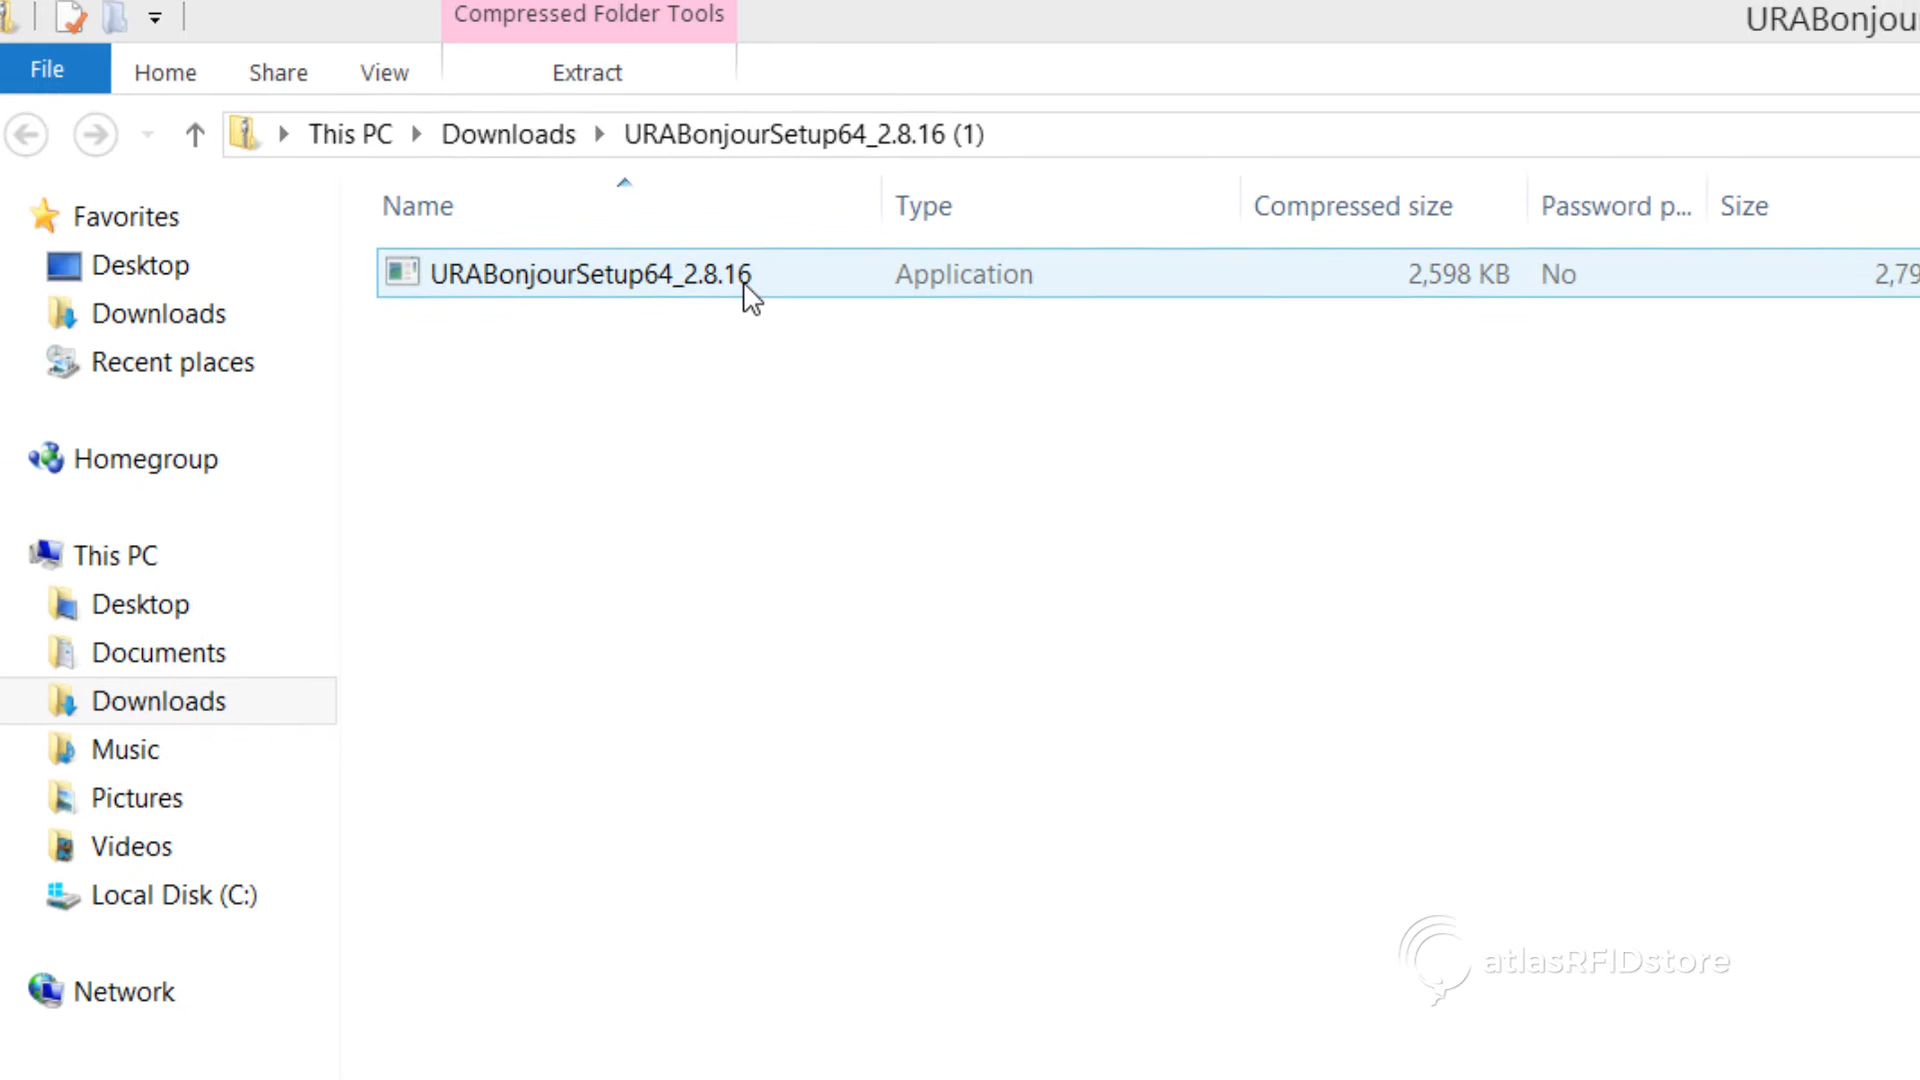 Compressed Folder Tools
URABonjou
File
Home
Share
View
Extract
This PC
Downloads
URABonjourSetup64_2.8.16 (1)
Name
Type
Compressed size
Password p...
Size
URABonjourSetup64_2.8.16
Application
2,598 KB
No
2,79
Favorites
Desktop
Downloads
Recent places
Homegroup
This PC
Desktop
Documents
Downloads
Music
Pictures
Videos
Local Disk (C:)
Network
atlasRFIDstore